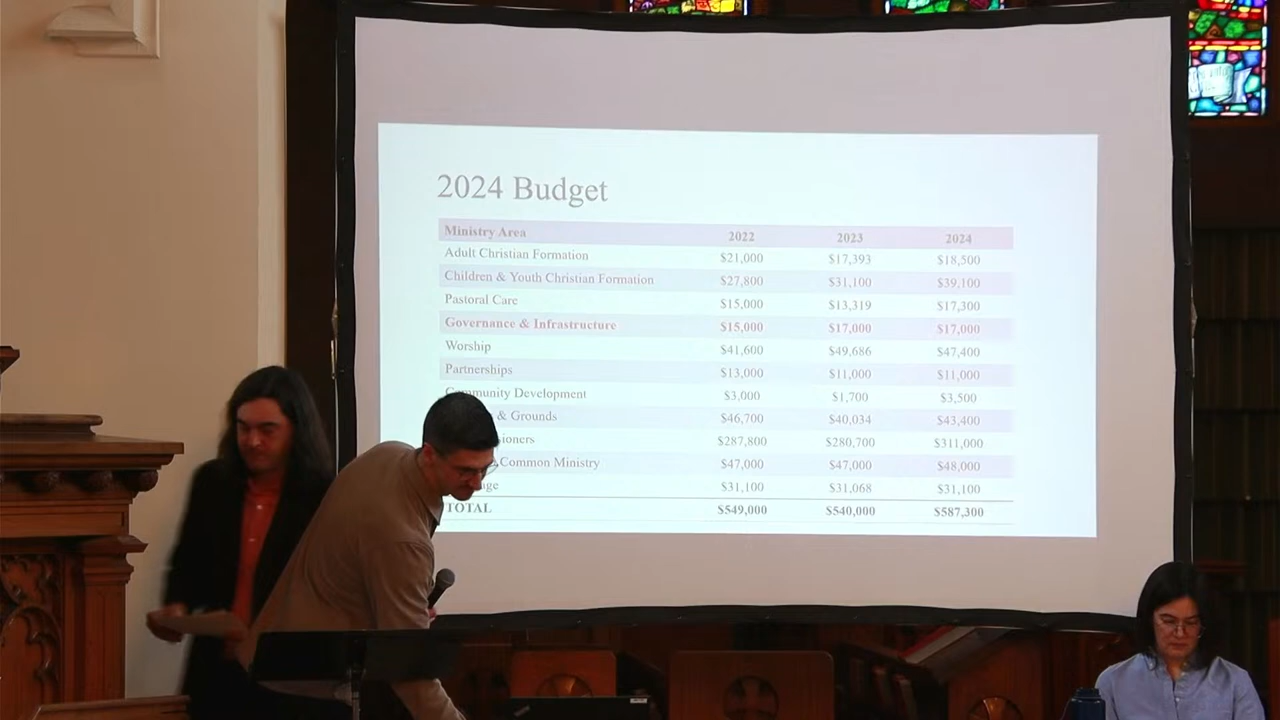 2024 Budget
Ministry Area 2022 2023 2024
Adult Christian Formation $21,000 $17,393 $18,500
Children & Youth Christian Formation $27,800 $31,100 $39,100
Pastoral Care $15,000 $13,319 $17,300
Governance & Infrastructure $15,000 $17,000 $17,000
Worship $41,600 $49,686 $47,400
Partnerships $13,000 $11,000 $11,000
Community Development $3,000 $1,700 $3,500
& Grounds $46,700 $40,034 $43,400
ioners $287,800 $280,700 $311,000
Common Ministry $47,000 $47,000 $48,000
ge $31,100 $31,068 $31,100
TOTAL $549,000 $540,000 $587,300